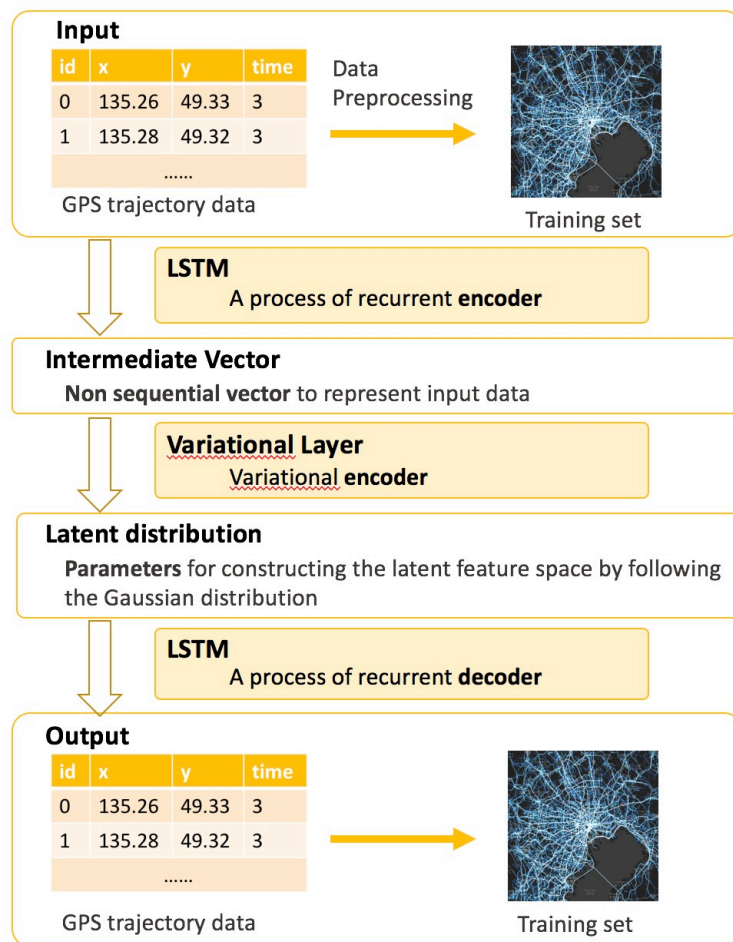 Input
id x y time
0 135.26 49.33 3
1 135.28 49.32 3
......
GPS trajectory data
Data
Preprocessing
Training set
LSTM
A process of recurrent encoder
Intermediate Vector
Non sequential vector to represent input data
Variational Layer
Variational encoder
Latent distribution
Parameters for constructing the latent feature space by following
the Gaussian distribution
LSTM
A process of recurrent decoder
Output
id x y time
0 135.26 49.33 3
1 135.28 49.32 3
......
GPS trajectory data
Training set